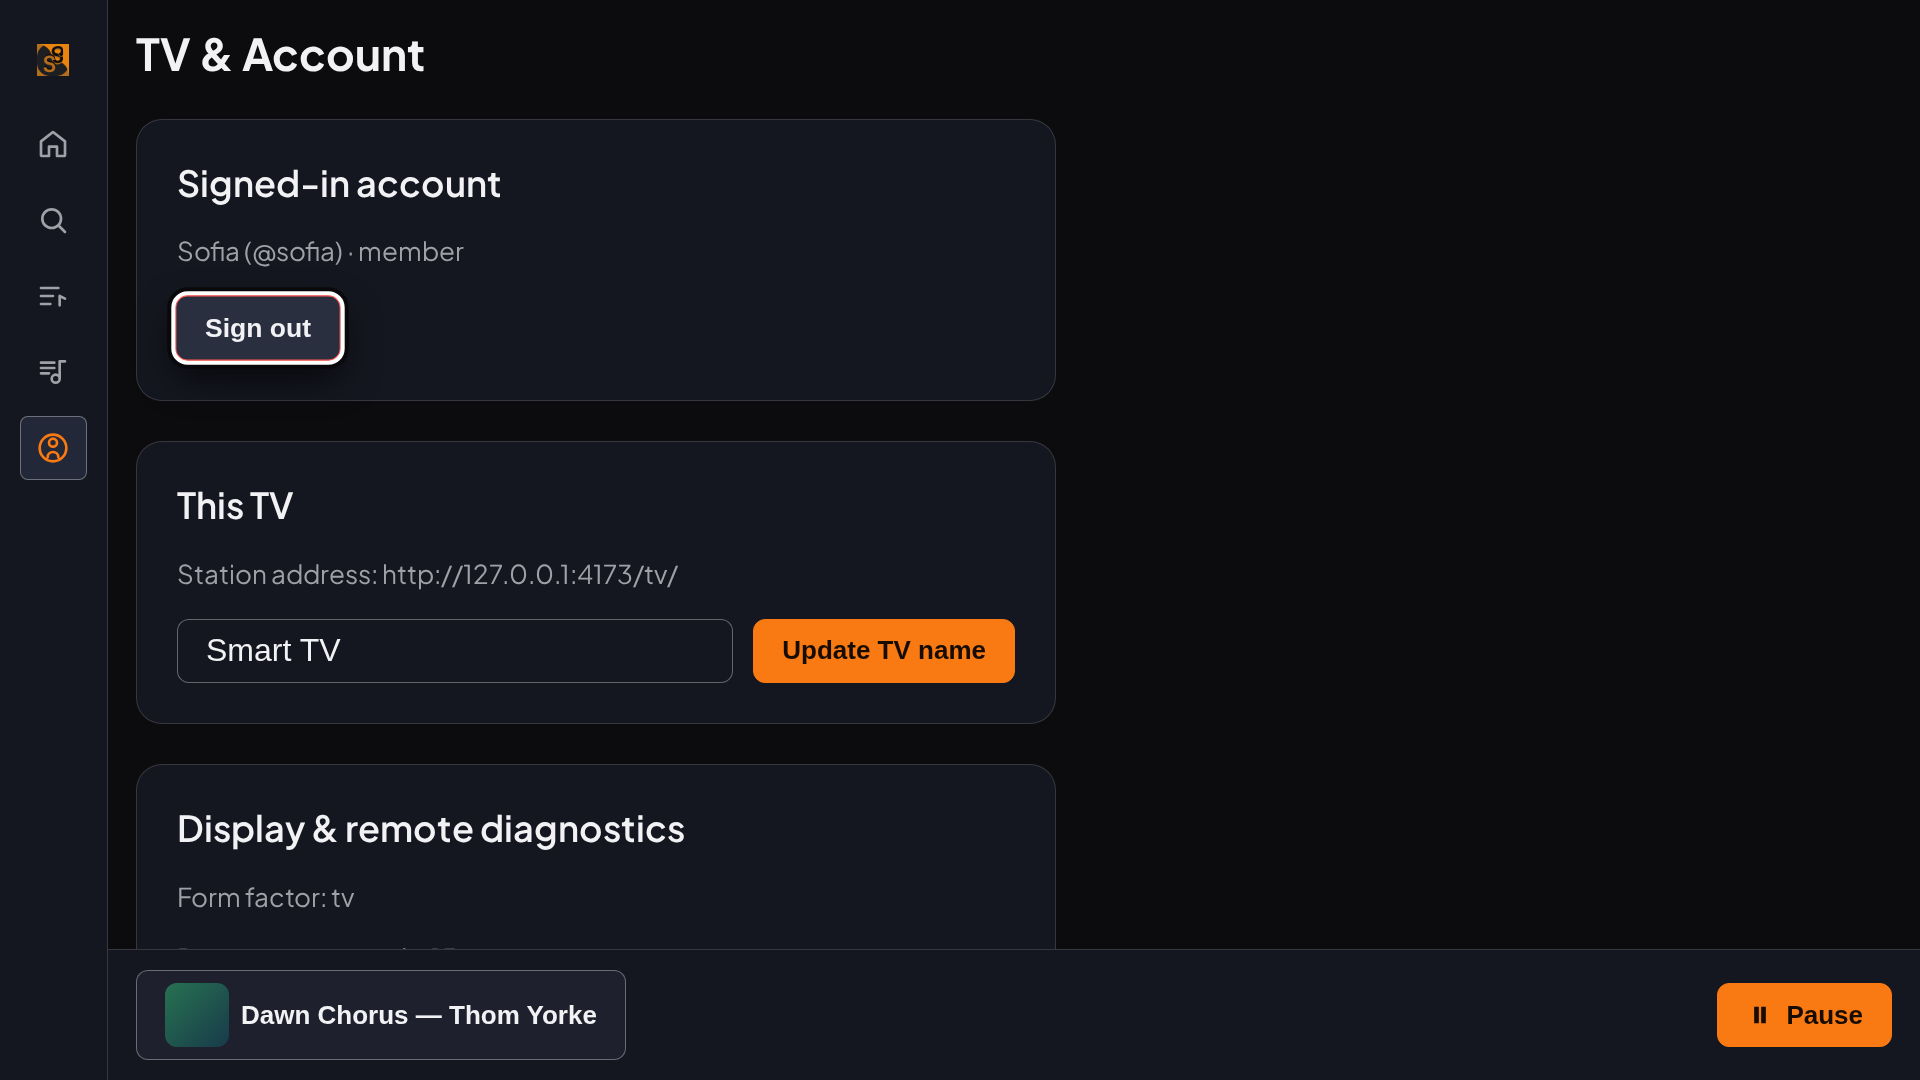 TV & Account
Signed-in account
Sofia (@sofia) · member
Sign out
This TV
Station address: http://127.0.0.1:4173/tv/
Smart TV
Update TV name
Display & remote diagnostics
Form factor: tv
Dawn Chorus — Thom Yorke
Pause